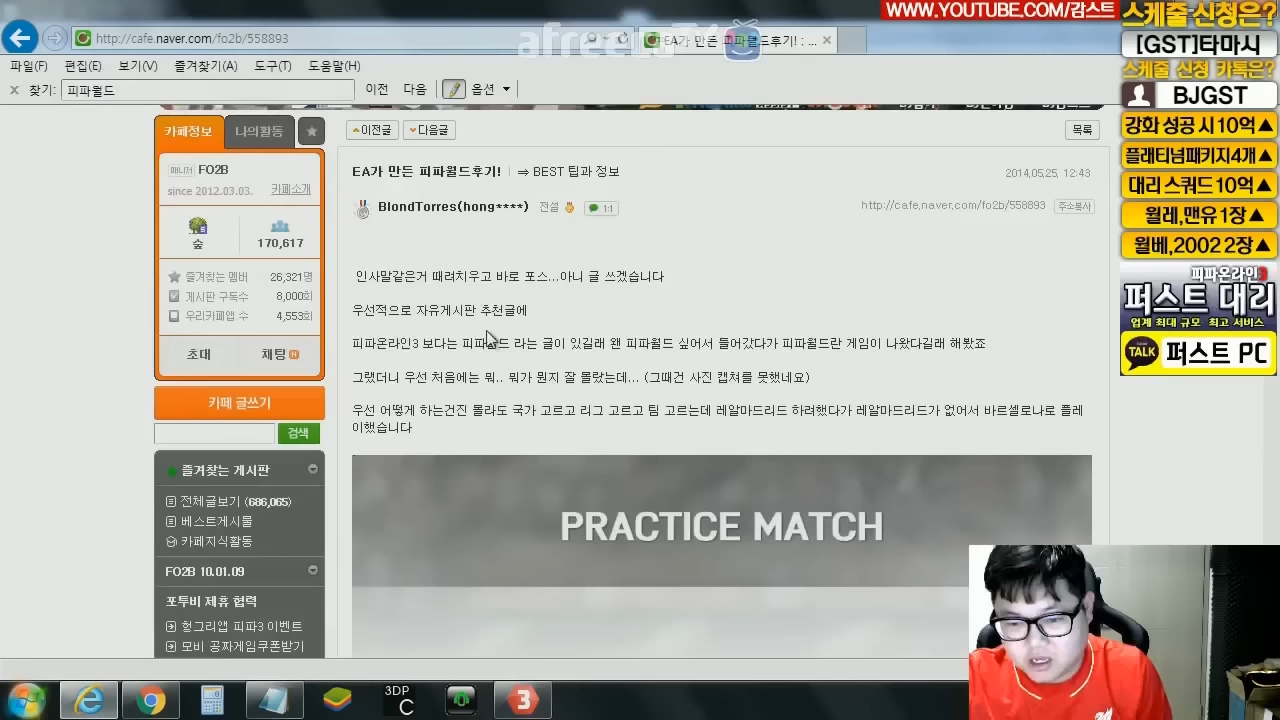 WWW.YOUTUBE.COM/감스트
스케줄 신청은?
[GST]타마시
스케줄 신청 카톡은?
BJGST
강화 성공 시 10억▲
플래티넘패키지4개▲
대리 스쿼드 10억▲
월레,맨유 1장▲
월베,2002 2장▲
피파온라인3
퍼스트 대리
업계 최대 규모 최고 서비스
TALK 퍼스트 PC
http://cafe.naver.com/fo2b/558893
afreeca
EA가 만든 피파월드후기! : ...
파일(F) 편집(E) 보기(V) 즐겨찾기(A) 도구(T) 도움말(H)
찾기: 피파월드 이전 다음 옵션
카페정보 나의활동
이전글 다음글 목록
매니저 FO2B
since 2012.03.03. 카페소개
숲 170,617
즐겨찾는 멤버 26,321명
게시판 구독수 8,000회
우리카페앱 수 4,553회
초대 채팅 N
카페 글쓰기
검색
즐겨찾는 게시판
전체글보기 (686,065)
베스트게시물
카페지식활동
FO2B 10.01.09
포투비 제휴 협력
헝그리앱 피파3 이벤트
모비 공짜게임쿠폰받기
EA가 만든 피파월드후기! ⇒ BEST 팁과 정보 2014.05.25. 12:43
BlondTorres(hong****) 전설 1:1 http://cafe.naver.com/fo2b/558893 주소복사
인사말같은거 때려치우고 바로 포스...아니 글 쓰겠습니다
우선적으로 자유게시판 추천글에
피파온라인3 보다는 피파월드 라는 글이 있길래 왠 피파월드 싶어서 들어갔다가 피파월드란 게임이 나왔다길래 해봤죠
그랬더니 우선 처음에는 뭐.. 뭐가 뭔지 잘 몰랐는데... (그때건 사진 캡쳐를 못했네요)
우선 어떻게 하는건진 몰라도 국가 고르고 리그 고르고 팀 고르는데 레알마드리드 하려했다가 레알마드리드가 없어서 바르셀로나로 플레
이했습니다
PRACTICE MATCH
3DP
C
3